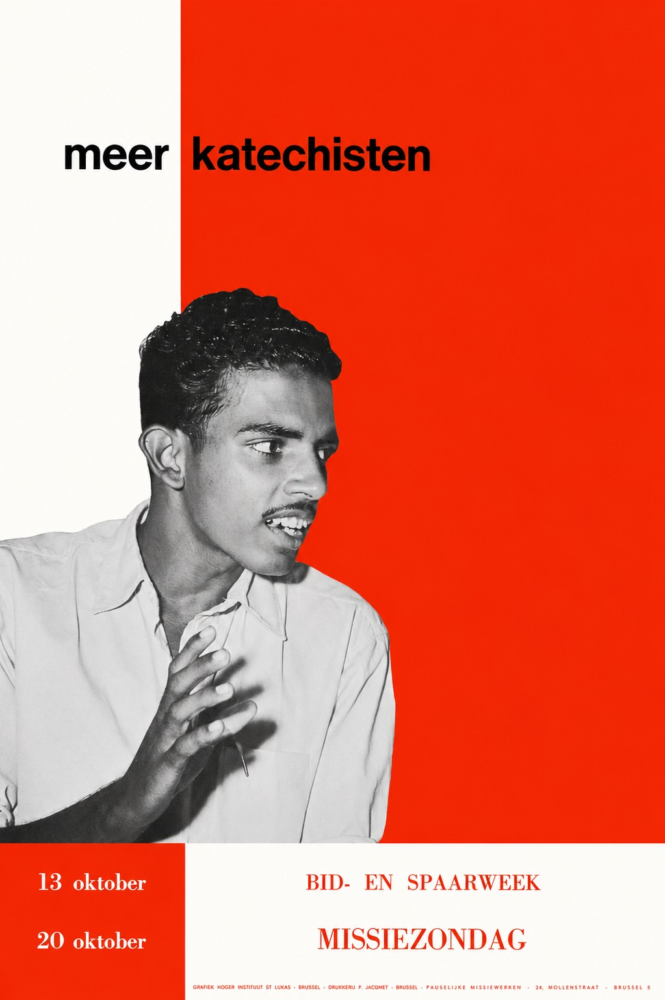 meer katechisten
13 oktober
BID- EN SPAARWEEK
20 oktober
MISSIEZONDAG
GRAFIEK HOGER INSTITUUT ST LUKAS - BRUSSEL - DRUKKERIJ P. JACQMET - BRUSSEL - PAUSELIJKE MISSIEWERKEN - 24, MOLLENSTRAAT - BRUSSEL 5